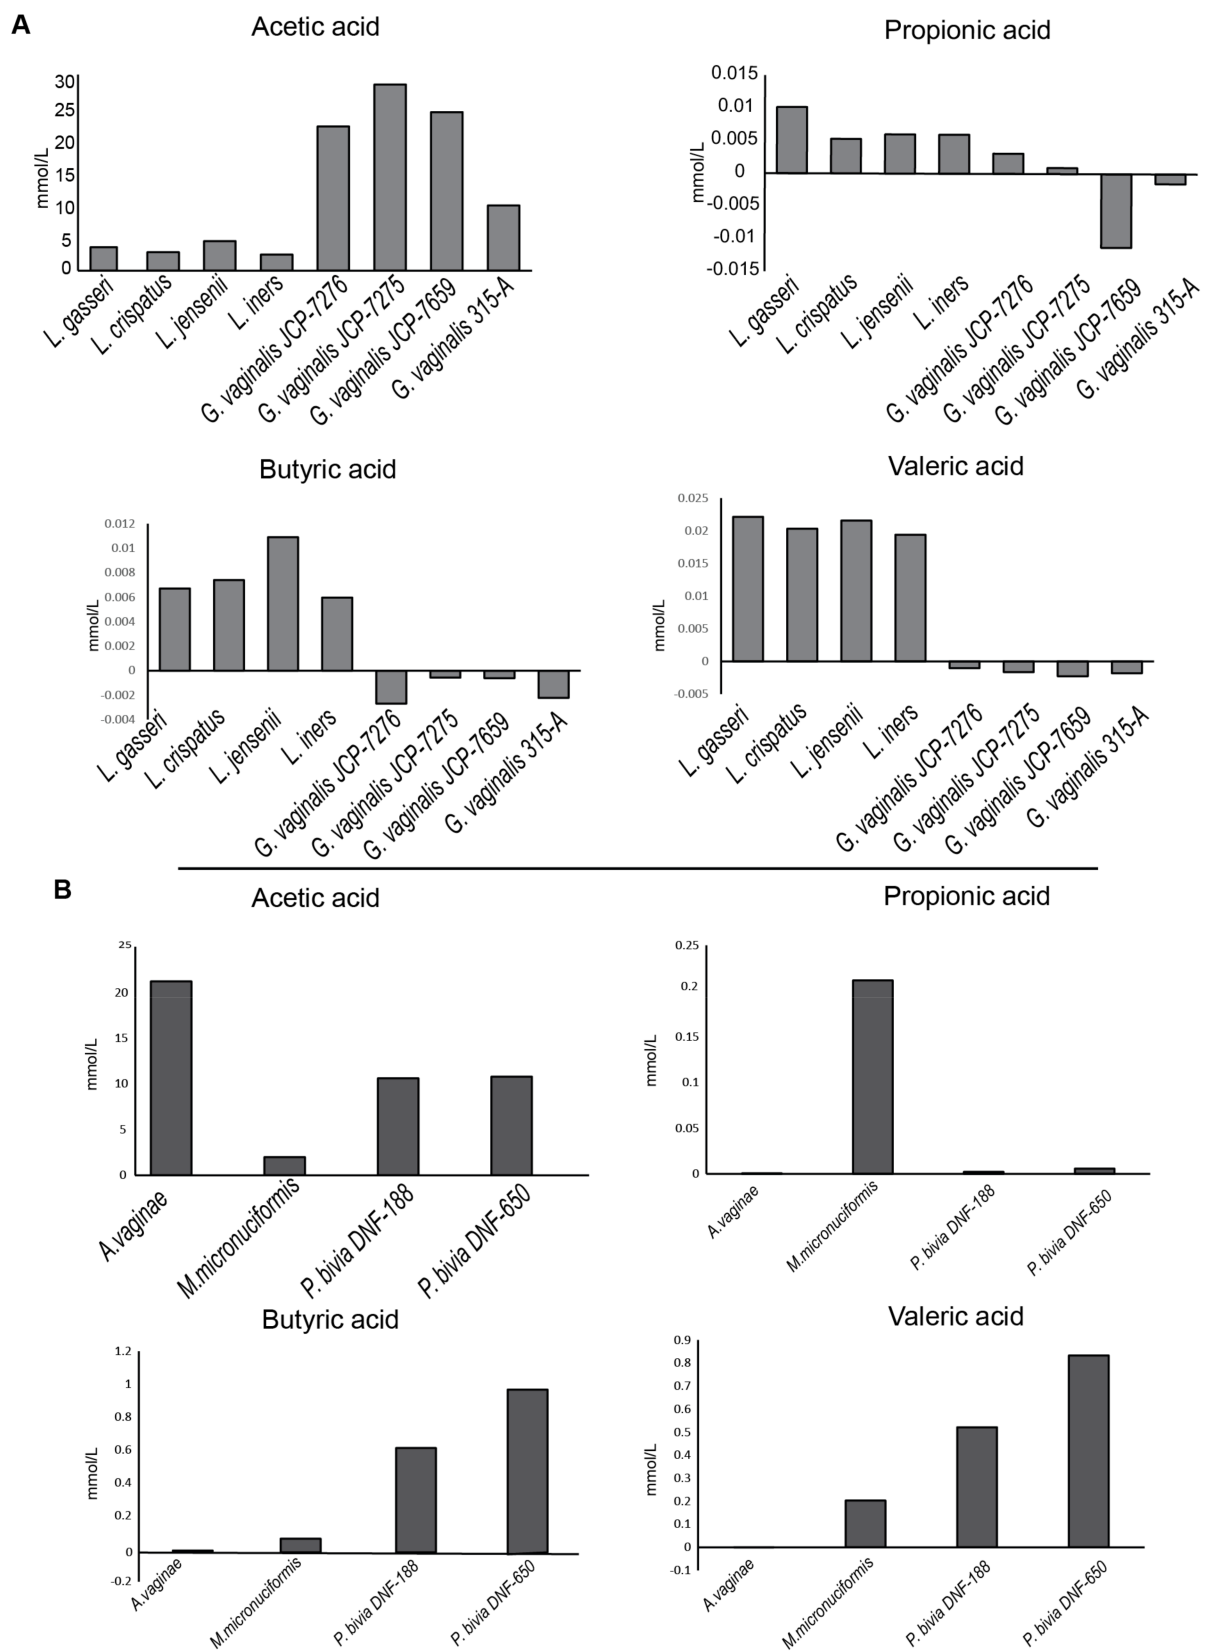 A
Acetic acid
mmol/L
30
25
20
15
10
5
0
L. gasseri
L. crispatus
L. jensenii
L. iners
G. vaginalis JCP-7276
G. vaginalis JCP-7275
G. vaginalis JCP-7659
G. vaginalis 315-A
Propionic acid
mmol/L
0.015
0.01
0.005
0
-0.005
-0.01
-0.015
L. gasseri
L. crispatus
L. jensenii
L. iners
G. vaginalis JCP-7276
G. vaginalis JCP-7275
G. vaginalis JCP-7659
G. vaginalis 315-A
Butyric acid
mmol/L
0.012
0.01
0.008
0.006
0.004
0.002
0
-0.002
-0.004
L. gasseri
L. crispatus
L. jensenii
L. iners
G. vaginalis JCP-7276
G. vaginalis JCP-7275
G. vaginalis JCP-7659
G. vaginalis 315-A
Valeric acid
mmol/L
0.025
0.02
0.015
0.01
0.005
0
-0.005
L. gasseri
L. crispatus
L. jensenii
L. iners
G. vaginalis JCP-7276
G. vaginalis JCP-7275
G. vaginalis JCP-7659
G. vaginalis 315-A
B
Acetic acid
mmol/L
25
20
15
10
5
0
A.vaginae
M.micronuciformis
P. bivia DNF-188
P. bivia DNF-650
Propionic acid
mmol/L
0.25
0.2
0.15
0.1
0.05
0
A.vaginae
M.micronuciformis
P. bivia DNF-188
P. bivia DNF-650
Butyric acid
mmol/L
1.2
1
0.8
0.6
0.4
0.2
0
-0.2
A.vaginae
M.micronuciformis
P. bivia DNF-188
P. bivia DNF-650
Valeric acid
mmol/L
0.9
0.8
0.7
0.6
0.5
0.4
0.3
0.2
0.1
0
-0.1
A.vaginae
M.micronuciformis
P. bivia DNF-188
P. bivia DNF-650